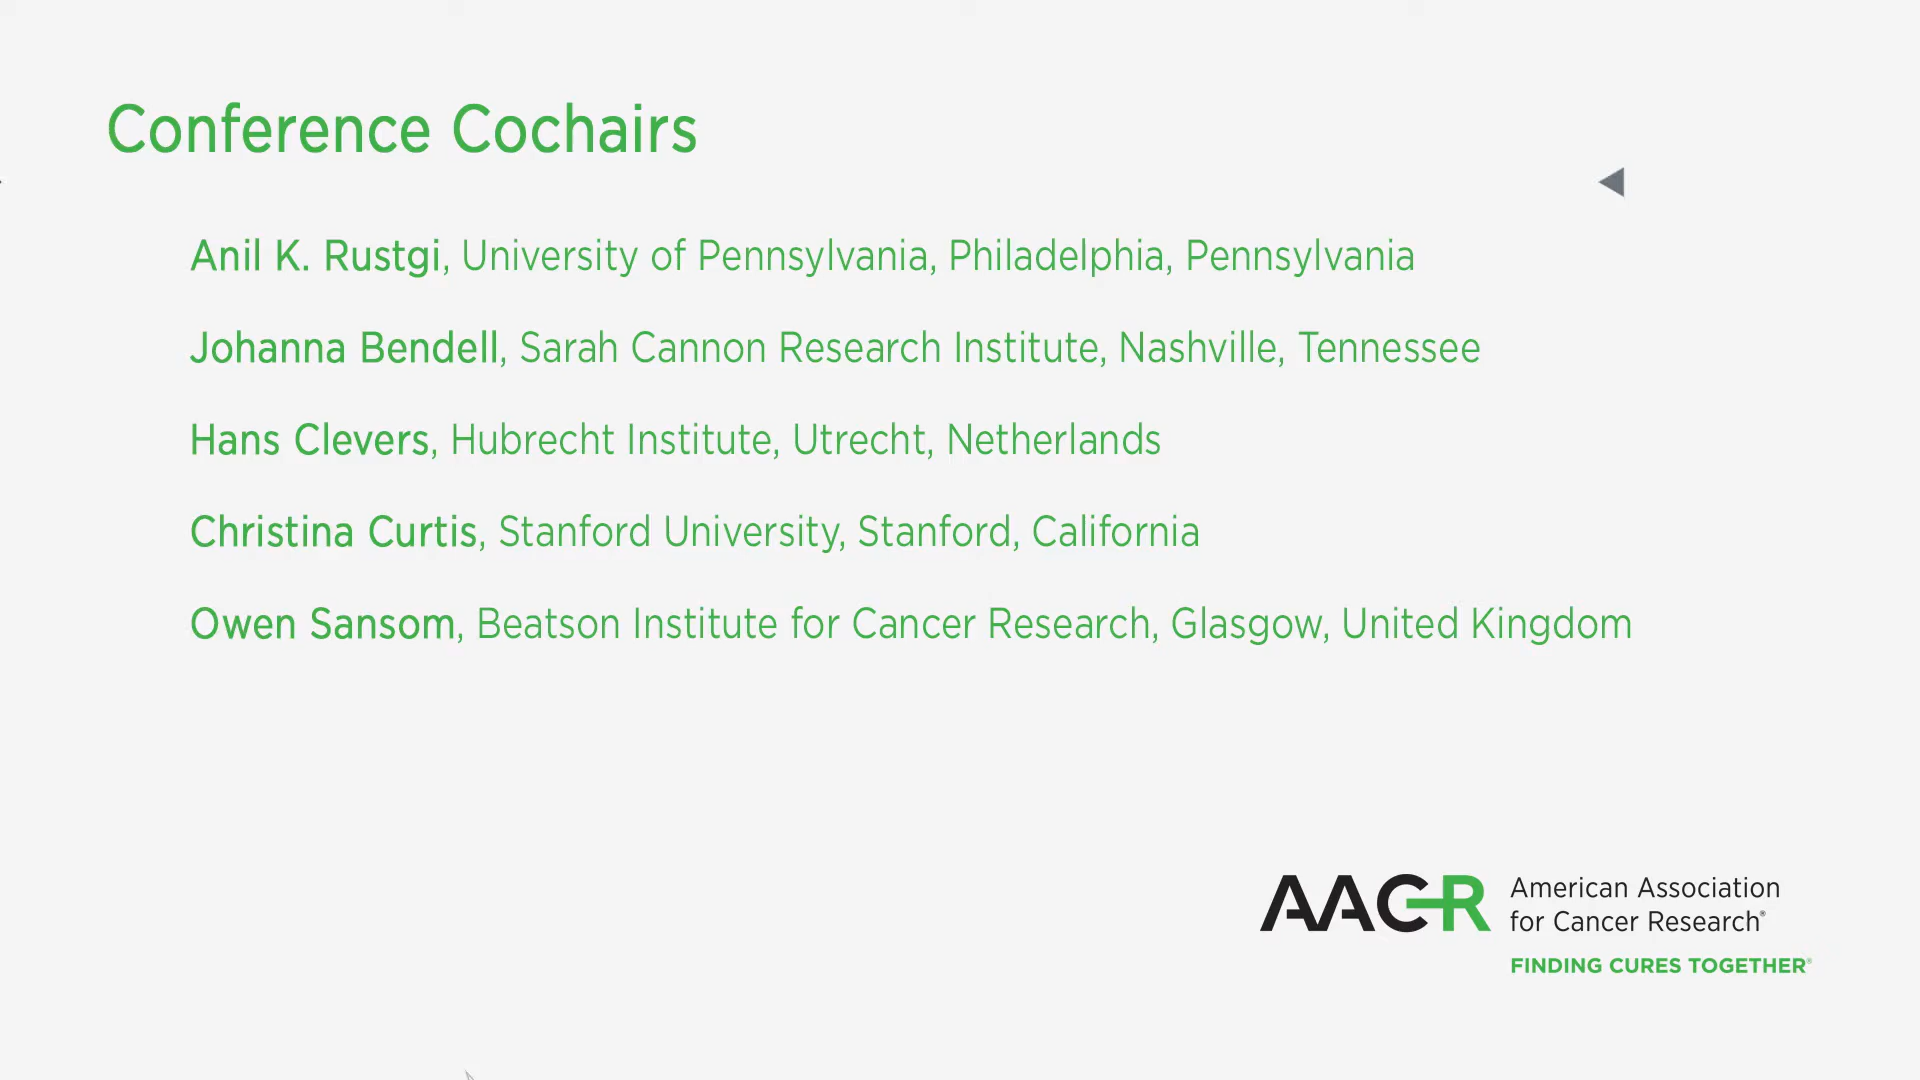 Conference Cochairs
Anil K. Rustgi, University of Pennsylvania, Philadelphia, Pennsylvania
Johanna Bendell, Sarah Cannon Research Institute, Nashville, Tennessee
Hans Clevers, Hubrecht Institute, Utrecht, Netherlands
Christina Curtis, Stanford University, Stanford, California
Owen Sansom, Beatson Institute for Cancer Research, Glasgow, United Kingdom
AACR American Association
for Cancer Research®
FINDING CURES TOGETHER®